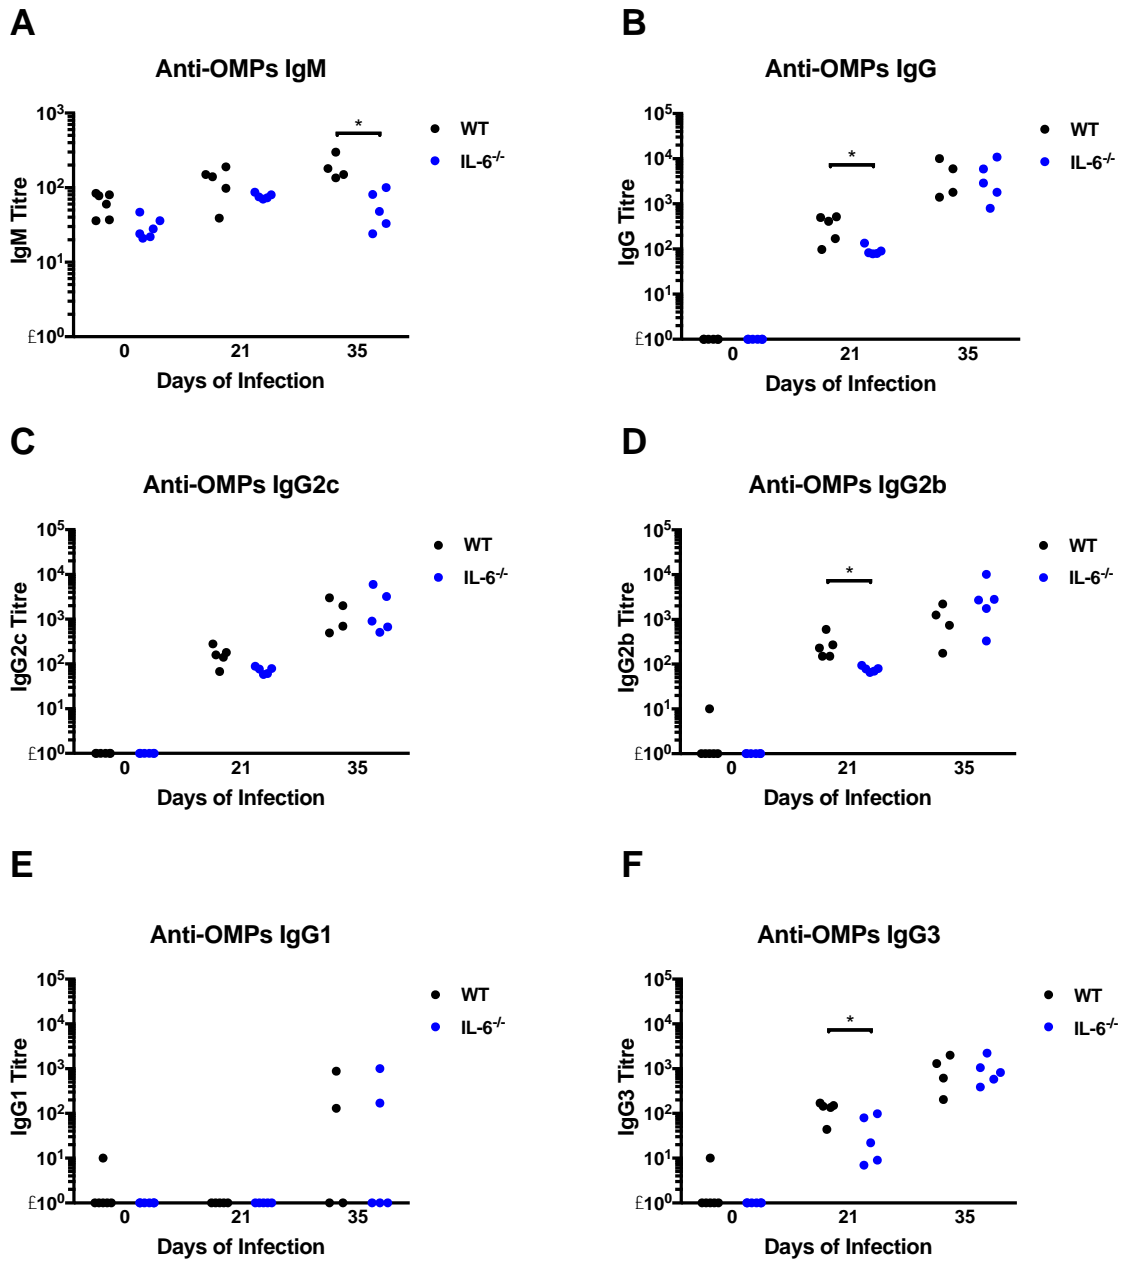 A
Anti-OMPs IgM
IgM Titre
10³
10²
10¹
£10⁰
*
WT
IL-6⁻/⁻
0 21 35
Days of Infection
B
Anti-OMPs IgG
IgG Titre
10⁵
10⁴
10³
10²
10¹
£10⁰
*
WT
IL-6⁻/⁻
0 21 35
Days of Infection
C
Anti-OMPs IgG2c
IgG2c Titre
10⁵
10⁴
10³
10²
10¹
£10⁰
WT
IL-6⁻/⁻
0 21 35
Days of Infection
D
Anti-OMPs IgG2b
IgG2b Titre
10⁵
10⁴
10³
10²
10¹
£10⁰
*
WT
IL-6⁻/⁻
0 21 35
Days of Infection
E
Anti-OMPs IgG1
IgG1 Titre
10⁵
10⁴
10³
10²
10¹
£10⁰
WT
IL-6⁻/⁻
0 21 35
Days of Infection
F
Anti-OMPs IgG3
IgG3 Titre
10⁵
10⁴
10³
10²
10¹
£10⁰
*
WT
IL-6⁻/⁻
0 21 35
Days of Infection